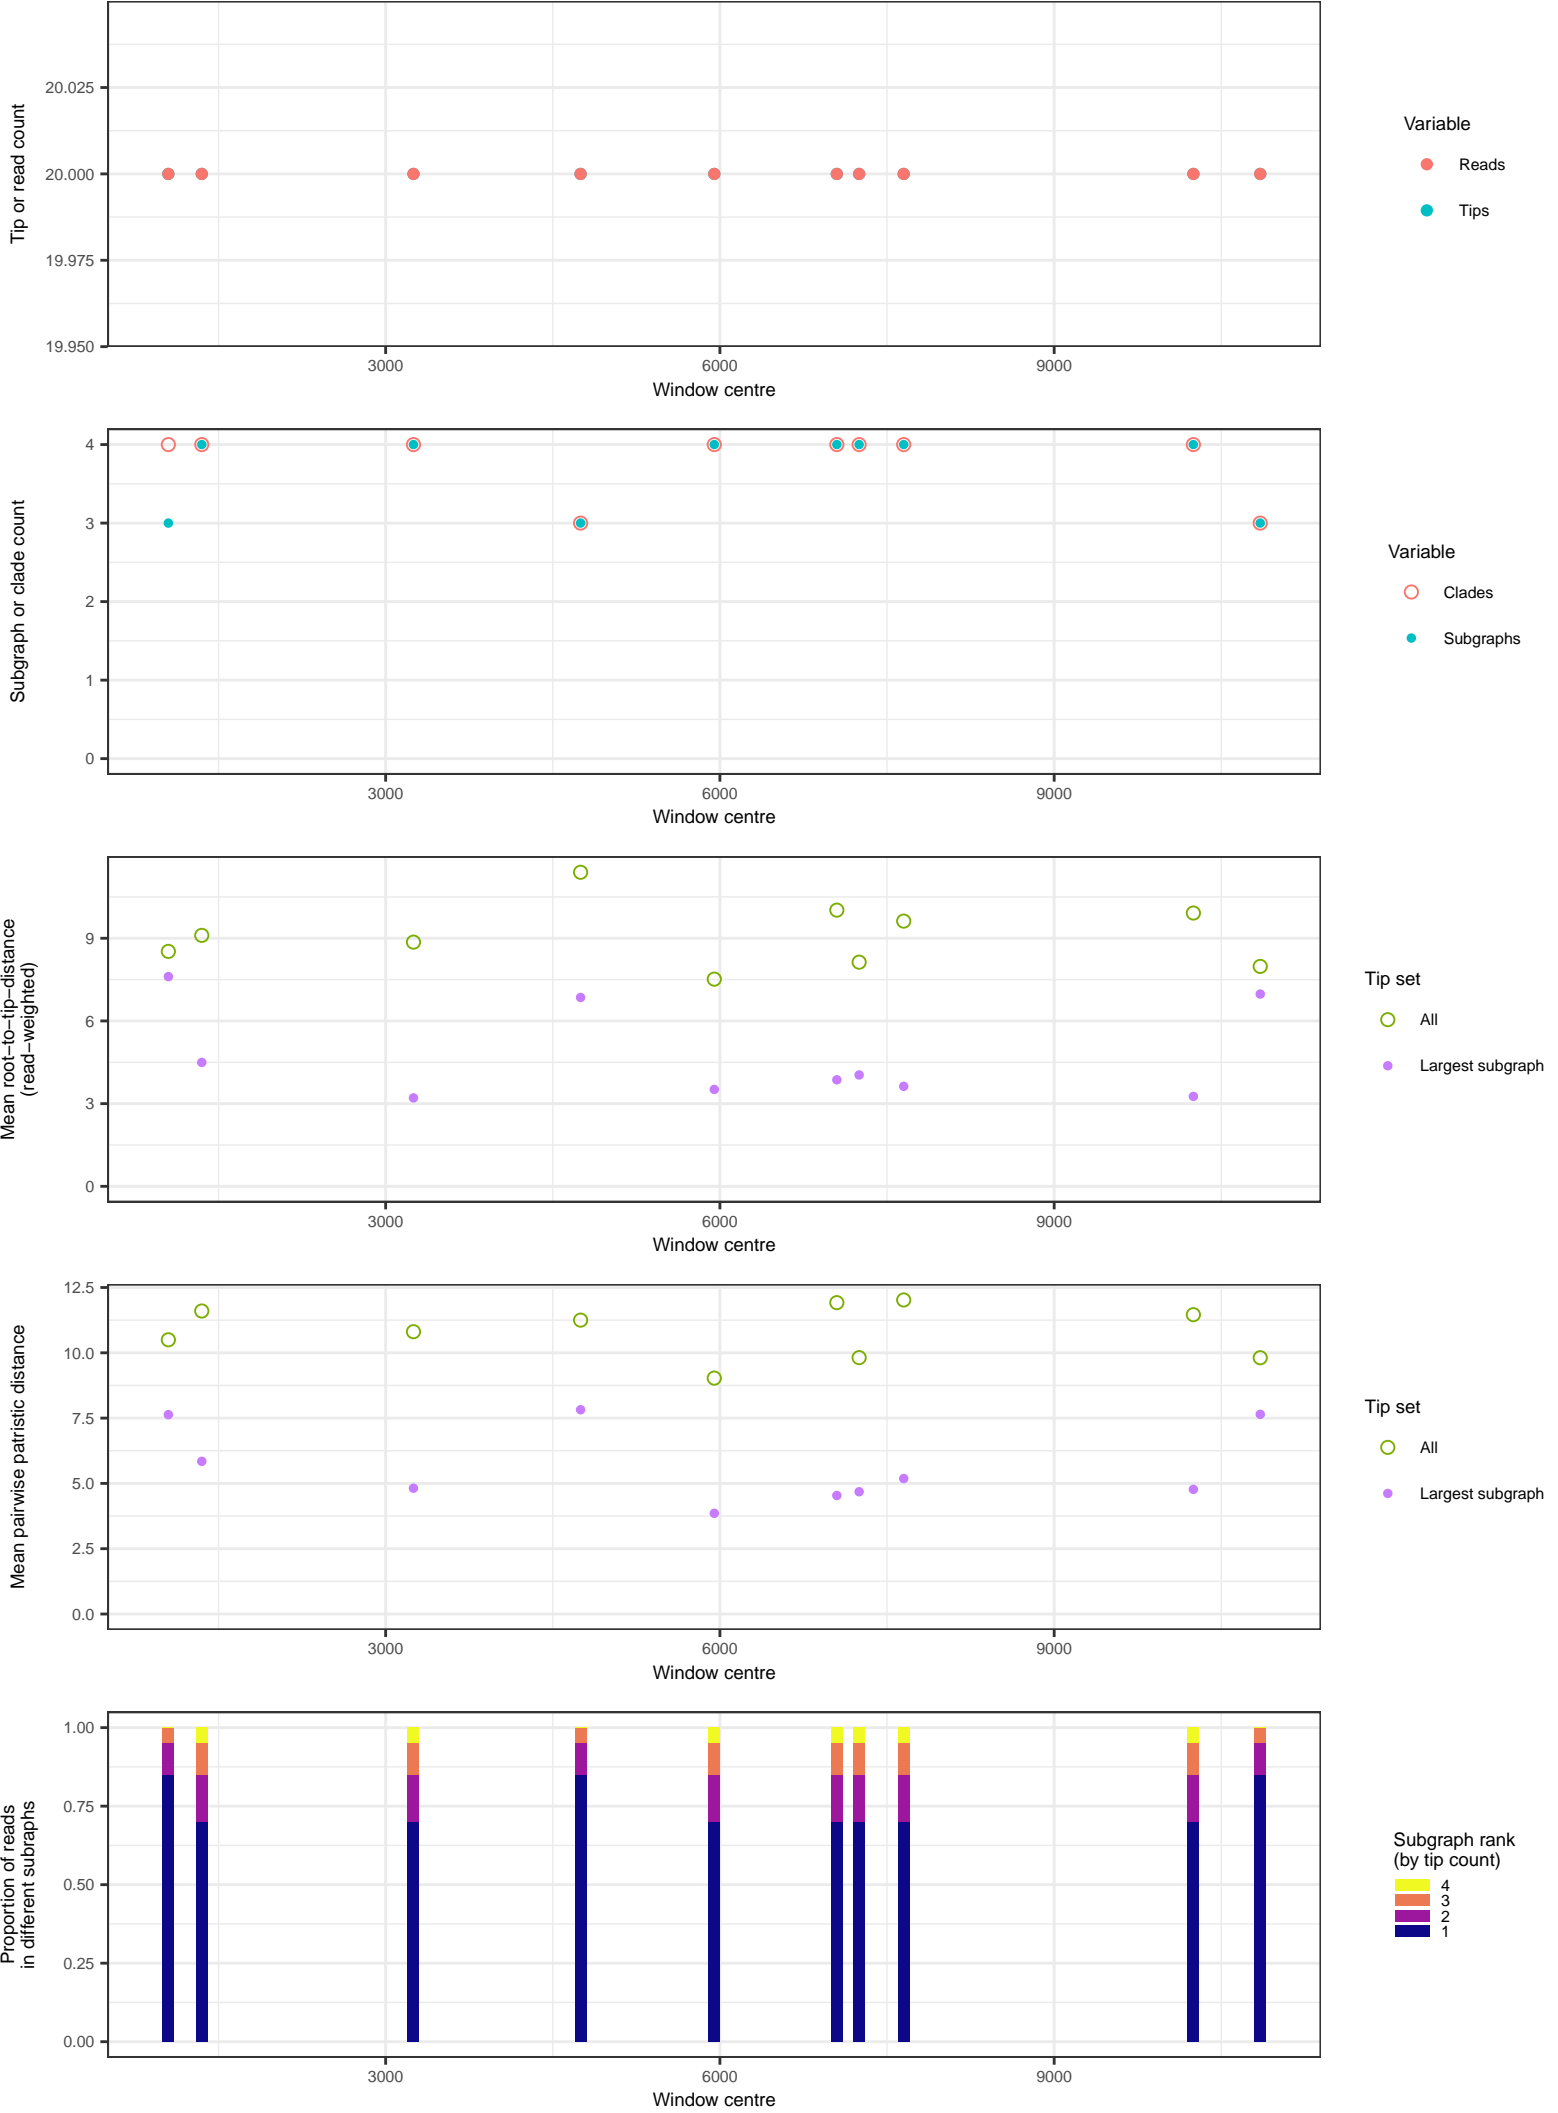 20.025
20.000
19.975
19.950
Tip or read count
3000
6000
9000
Window centre
Variable
Reads
Tips
4
3
2
1
0
Subgraph or clade count
3000
6000
9000
Window centre
Variable
Clades
Subgraphs
9
6
3
0
Mean root−to−tip−distance
(read−weighted)
3000
6000
9000
Window centre
Tip set
All
Largest subgraph
12.5
10.0
7.5
5.0
2.5
0.0
Mean pairwise patristic distance
3000
6000
9000
Window centre
Tip set
All
Largest subgraph
1.00
0.75
0.50
0.25
0.00
Proportion of reads
in different subraphs
3000
6000
9000
Window centre
Subgraph rank
(by tip count)
4
3
2
1